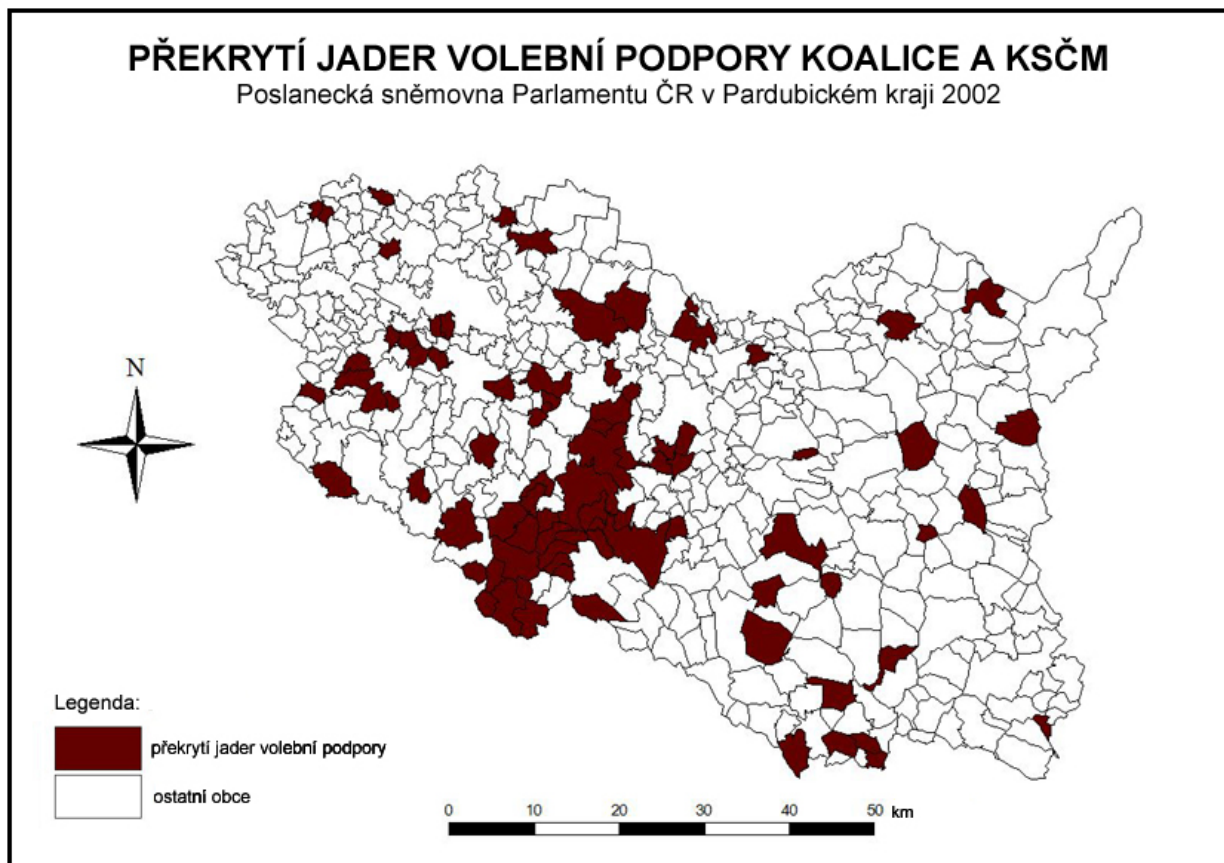 PŘEKRYTÍ JADER VOLEBNÍ PODPORY KOALICE A KSČM
Poslanecká sněmovna Parlamentu ČR v Pardubickém kraji 2002
N
Legenda:
překrytí jader volební podpory
ostatní obce
0 10 20 30 40 50 km